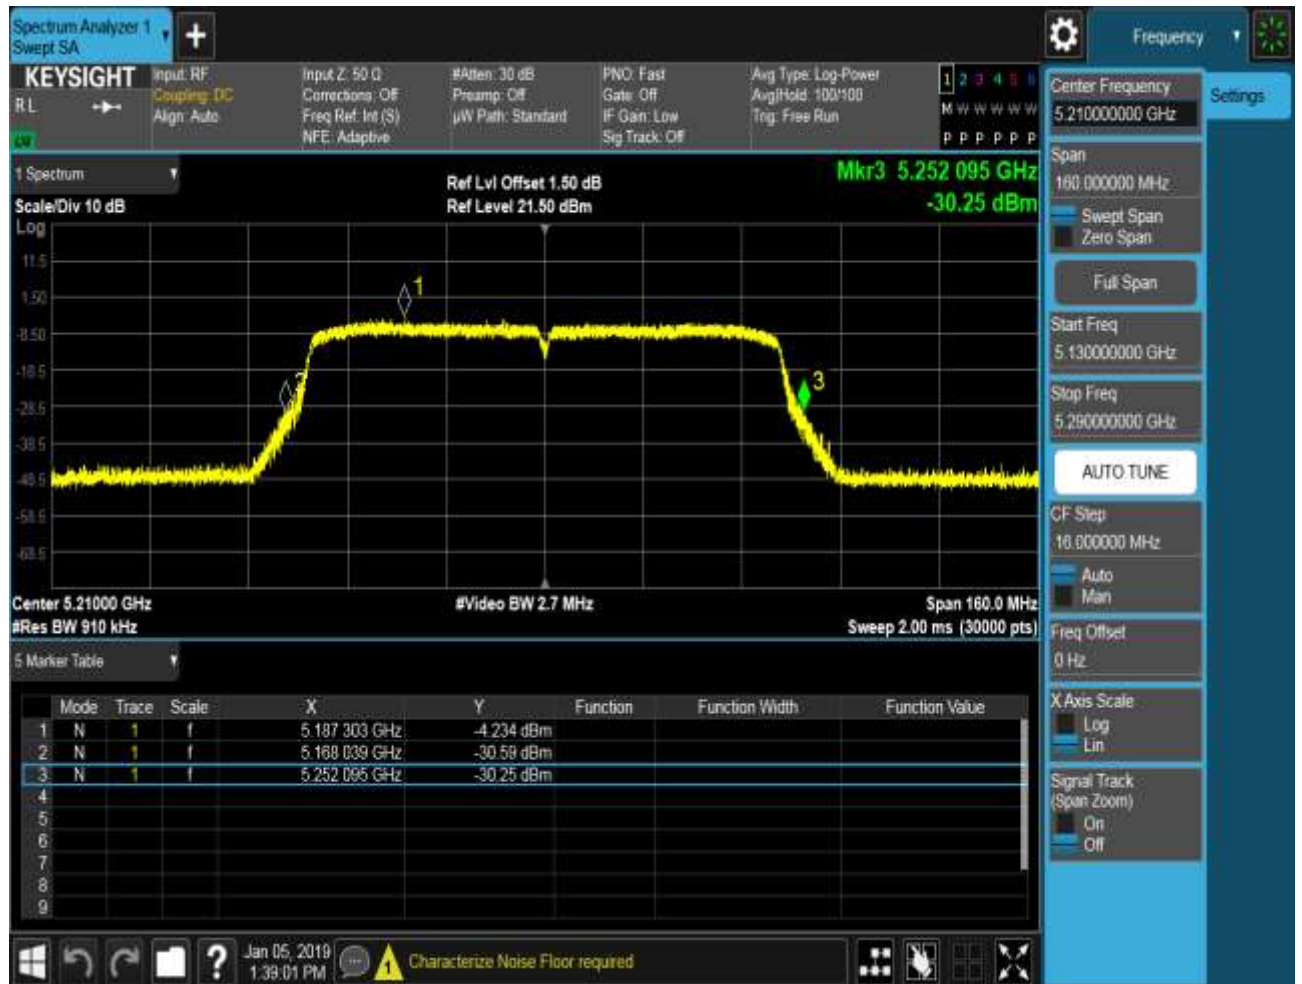 Spectrum Analyzer 1
Swept SA
+
Frequency
KEYSIGHT
RL
Input: RF
Coupling: DC
Align: Auto
Input Z: 50 Ω
Corrections: Off
Freq Ref: Int (S)
NFE: Adaptive
#Atten: 30 dB
Preamp: Off
µW Path: Standard
PNO: Fast
Gate: Off
IF Gain: Low
Sig Track: Off
Avg Type: Log-Power
Avg|Hold: 100/100
Trig: Free Run
1 2 3 4 5 6
M W W W W W
P P P P P P
1 Spectrum
Scale/Div 10 dB
Ref Lvl Offset 1.50 dB
Ref Level 21.50 dBm
Mkr3 5.252 095 GHz
-30.25 dBm
Log
11.5
1.50
-8.50
-18.5
-28.5
-38.5
-48.5
-58.5
-68.5
1
2
3
Center 5.21000 GHz
#Video BW 2.7 MHz
Span 160.0 MHz
#Res BW 910 kHz
Sweep 2.00 ms (30000 pts)
5 Marker Table
Mode Trace Scale X Y Function Function Width Function Value
1 N 1 f 5.187 303 GHz -4.234 dBm
2 N 1 f 5.168 039 GHz -30.59 dBm
3 N 1 f 5.252 095 GHz -30.25 dBm
4
5
6
7
8
9
?
Jan 05, 2019
1:39:01 PM
1
Characterize Noise Floor required
Center Frequency
5.210000000 GHz
Settings
Span
160.000000 MHz
Swept Span
Zero Span
Full Span
Start Freq
5.130000000 GHz
Stop Freq
5.290000000 GHz
AUTO TUNE
CF Step
16.000000 MHz
Auto
Man
Freq Offset
0 Hz
X Axis Scale
Log
Lin
Signal Track
(Span Zoom)
On
Off